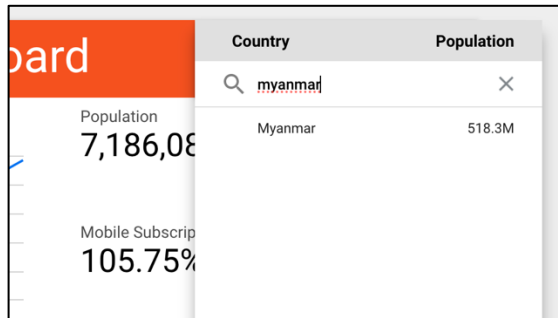 oard
Country Population
myanmar
Myanmar 518.3M
Population
7,186,08
Mobile Subscrip
105.75%